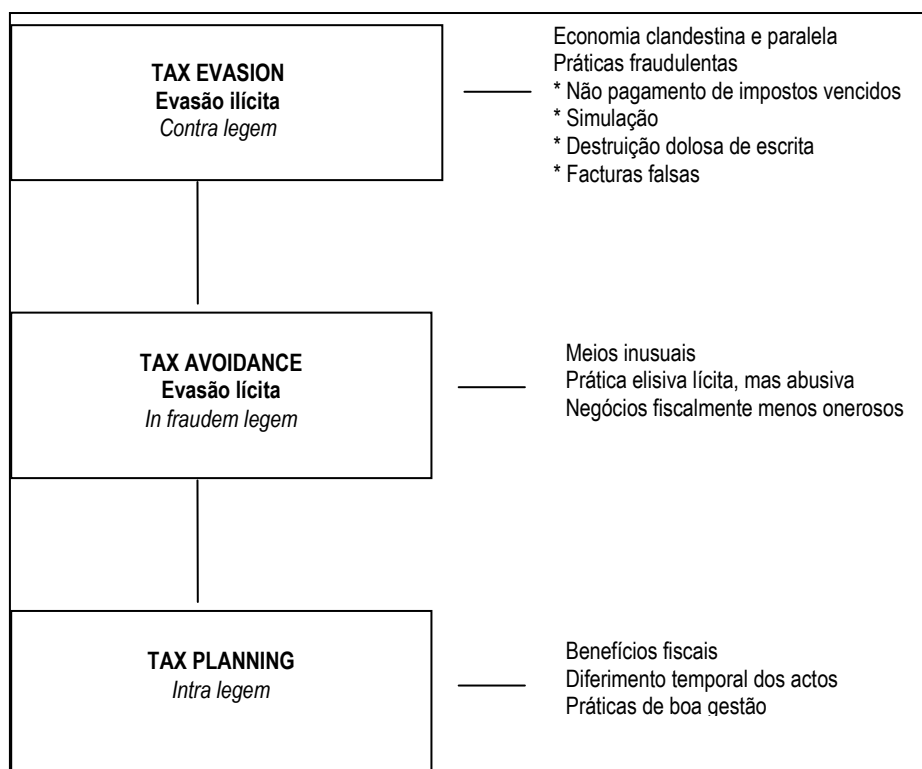 TAX EVASION
Evasão ilícita
Contra legem
Economia clandestina e paralela
Práticas fraudulentas
* Não pagamento de impostos vencidos
* Simulação
* Destruição dolosa de escrita
* Facturas falsas
TAX AVOIDANCE
Evasão lícita
In fraudem legem
Meios inusuais
Prática elisiva lícita, mas abusiva
Negócios fiscalmente menos onerosos
TAX PLANNING
Intra legem
Benefícios fiscais
Diferimento temporal dos actos
Práticas de boa gestão